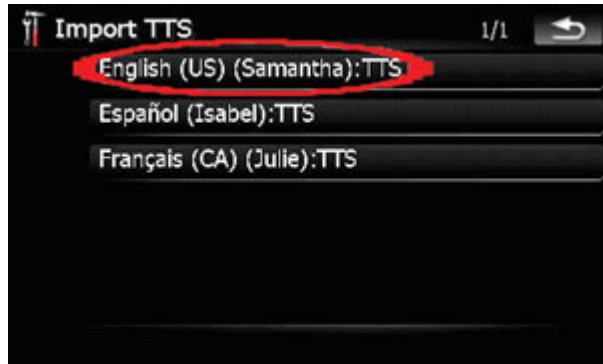 Import TTS 1/1
English (US) (Samantha):TTS
Español (Isabel):TTS
Français (CA) (Julie):TTS